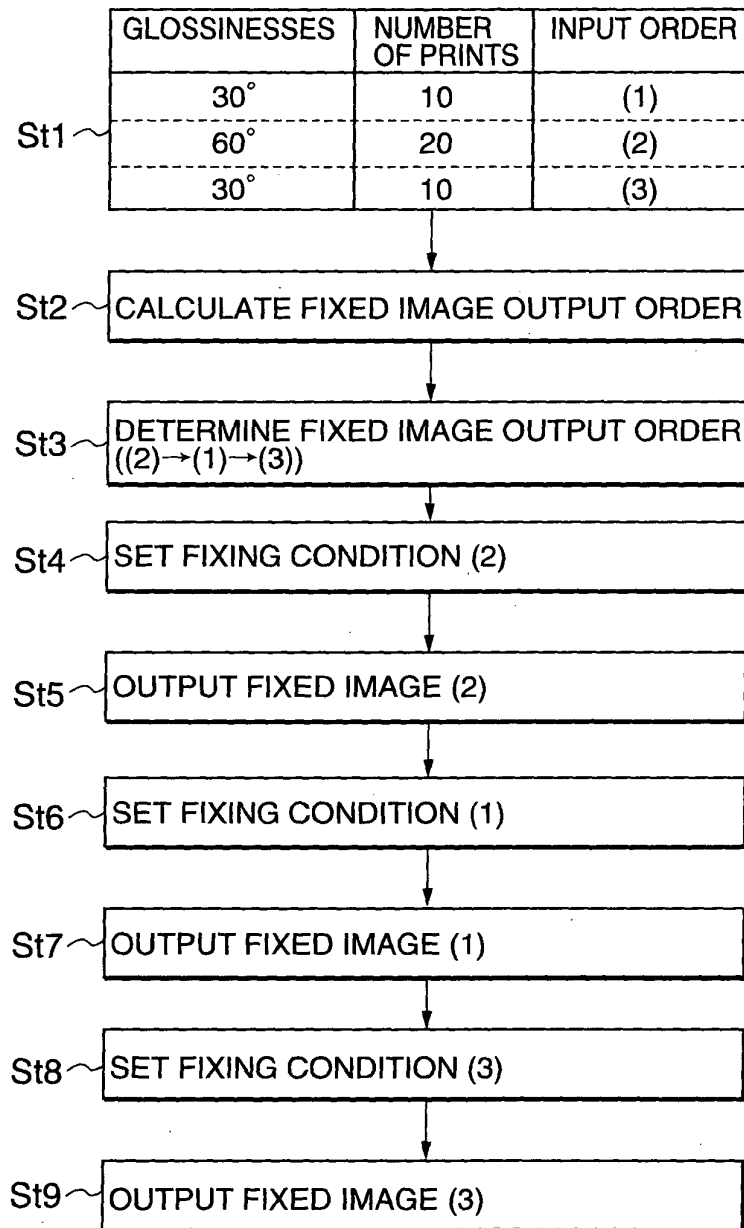 GLOSSINESSES NUMBER OF PRINTS INPUT ORDER
St1
30° 10 (1)
60° 20 (2)
30° 10 (3)
St2 CALCULATE FIXED IMAGE OUTPUT ORDER
St3 DETERMINE FIXED IMAGE OUTPUT ORDER
((2)→(1)→(3))
St4 SET FIXING CONDITION (2)
St5 OUTPUT FIXED IMAGE (2)
St6 SET FIXING CONDITION (1)
St7 OUTPUT FIXED IMAGE (1)
St8 SET FIXING CONDITION (3)
St9 OUTPUT FIXED IMAGE (3)